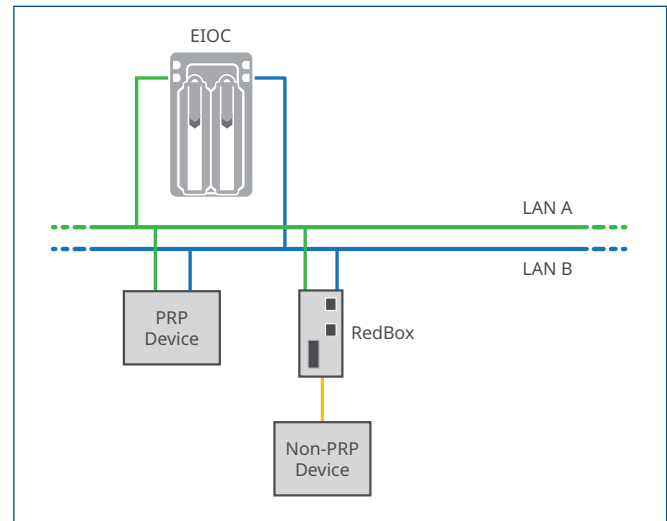 EIOC
LAN A
LAN B
PRP
Device
RedBox
Non-PRP
Device